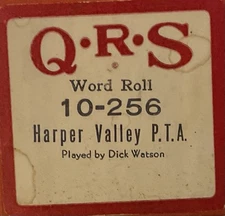 Q·R·S
Word Roll
10-256
Harper Valley P.T.A.
Played by Dick Watson